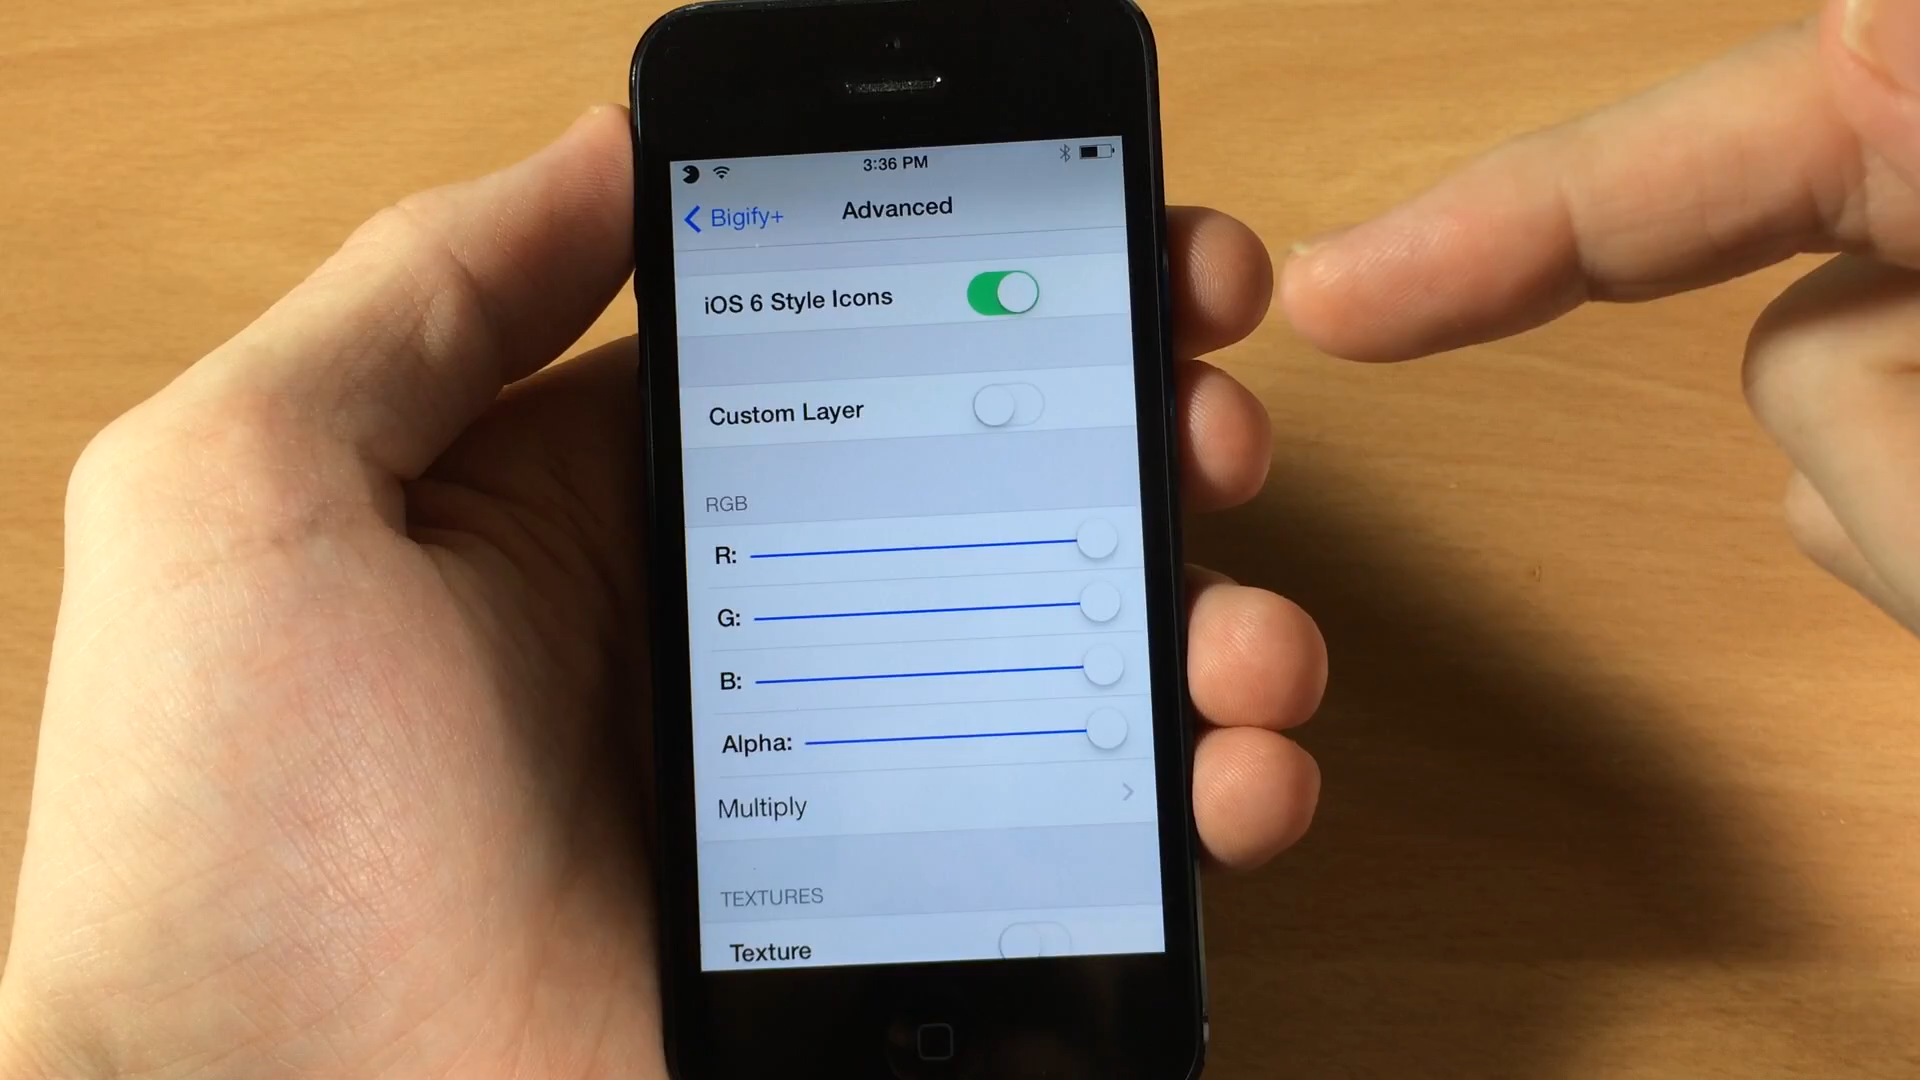 3:36 PM
Bigify+
Advanced
iOS 6 Style Icons
Custom Layer
RGB
R:
G:
B:
Alpha:
Multiply
TEXTURES
Texture